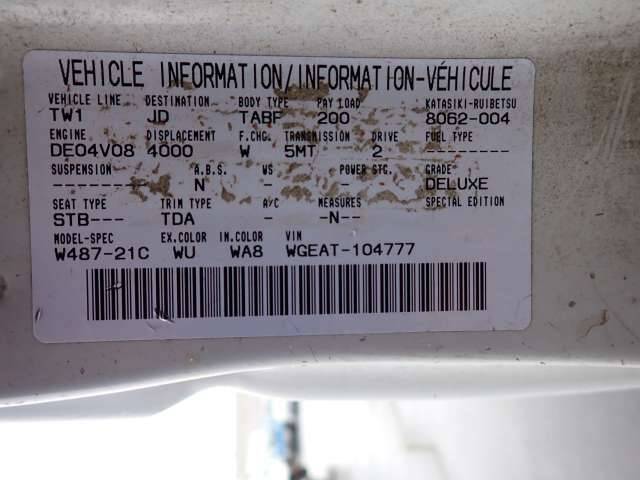 VEHICLE INFORMATION/INFORMATION-VÉHICULE
VEHICLE LINE DESTINATION BODY TYPE PAY LOAD KATASIKI-RUIBETSU
TW1 JD TABF 200 8062-004
ENGINE DISPLACEMENT F.CHG. TRANSMISSION DRIVE FUEL TYPE
DE04V08 4000 W 5MT 2 ---------
SUSPENSION A.B.S. WS POWER STG. GRADE
--------- N - - DELUXE
SEAT TYPE TRIM TYPE A/C MEASURES SPECIAL EDITION
STB--- TDA - -N--
MODEL-SPEC EX.COLOR IN.COLOR VIN
W487-21C WU WA8 WGEAT-104777